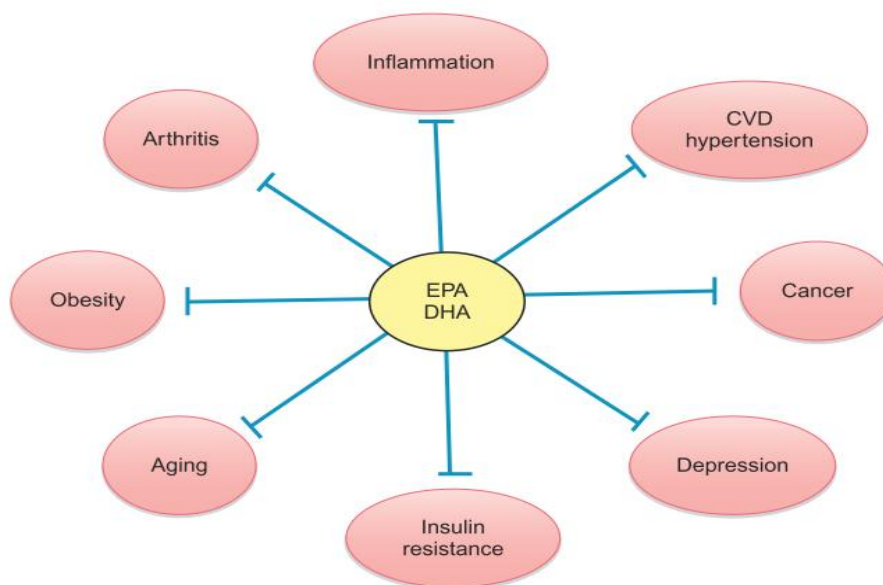 Inflammation
CVD
hypertension
Arthritis
Cancer
EPA
DHA
Obesity
Depression
Aging
Insulin
resistance